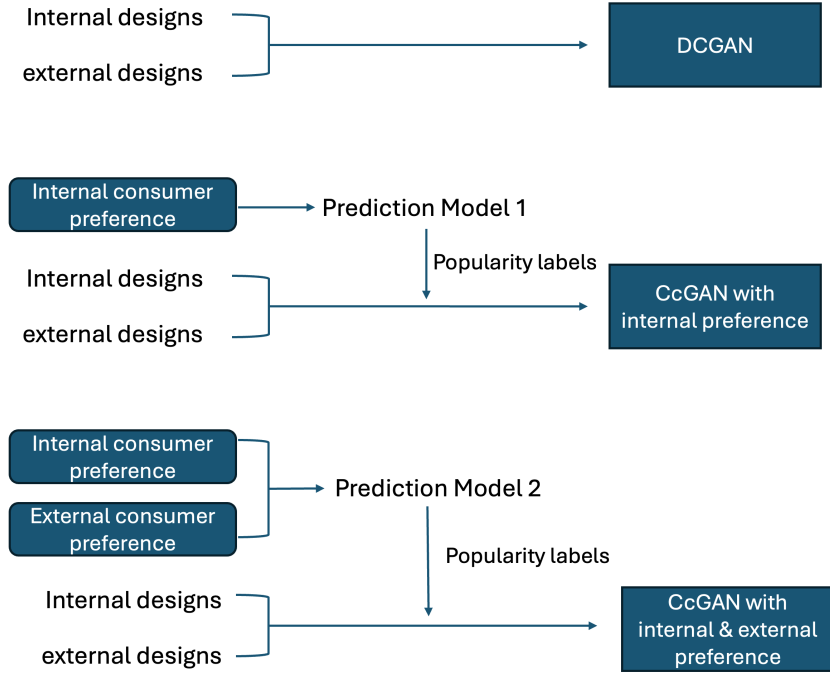 Internal designs
external designs
DCGAN
Internal consumer
preference
Prediction Model 1
Popularity labels
Internal designs
external designs
CcGAN with
internal preference
Internal consumer
preference
External consumer
preference
Prediction Model 2
Popularity labels
Internal designs
external designs
CcGAN with
internal & external
preference